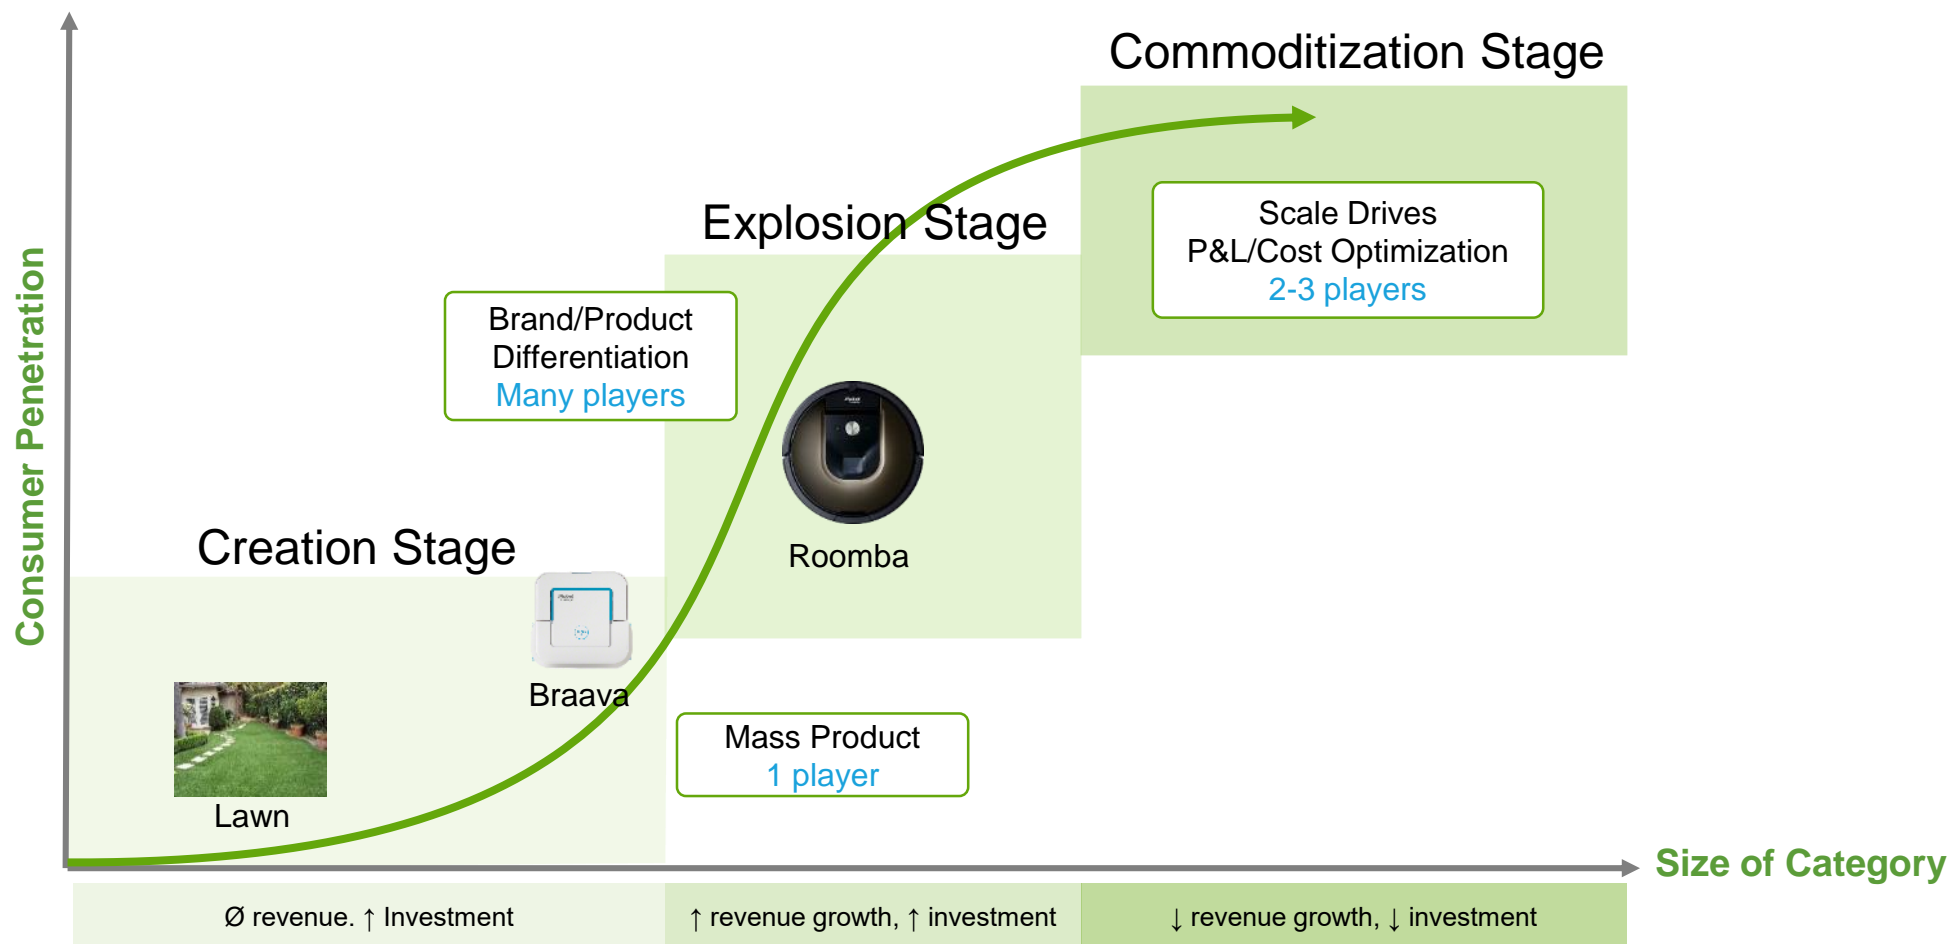 Commoditization Stage
Scale Drives
P&L/Cost Optimization
2-3 players
Explosion Stage
Brand/Product
Differentiation
Many players
Roomba
Creation Stage
Braava
Lawn
Mass Product
1 player
Consumer Penetration
Size of Category
Ø revenue. ↑ Investment
↑ revenue growth, ↑ investment
↓ revenue growth, ↓ investment